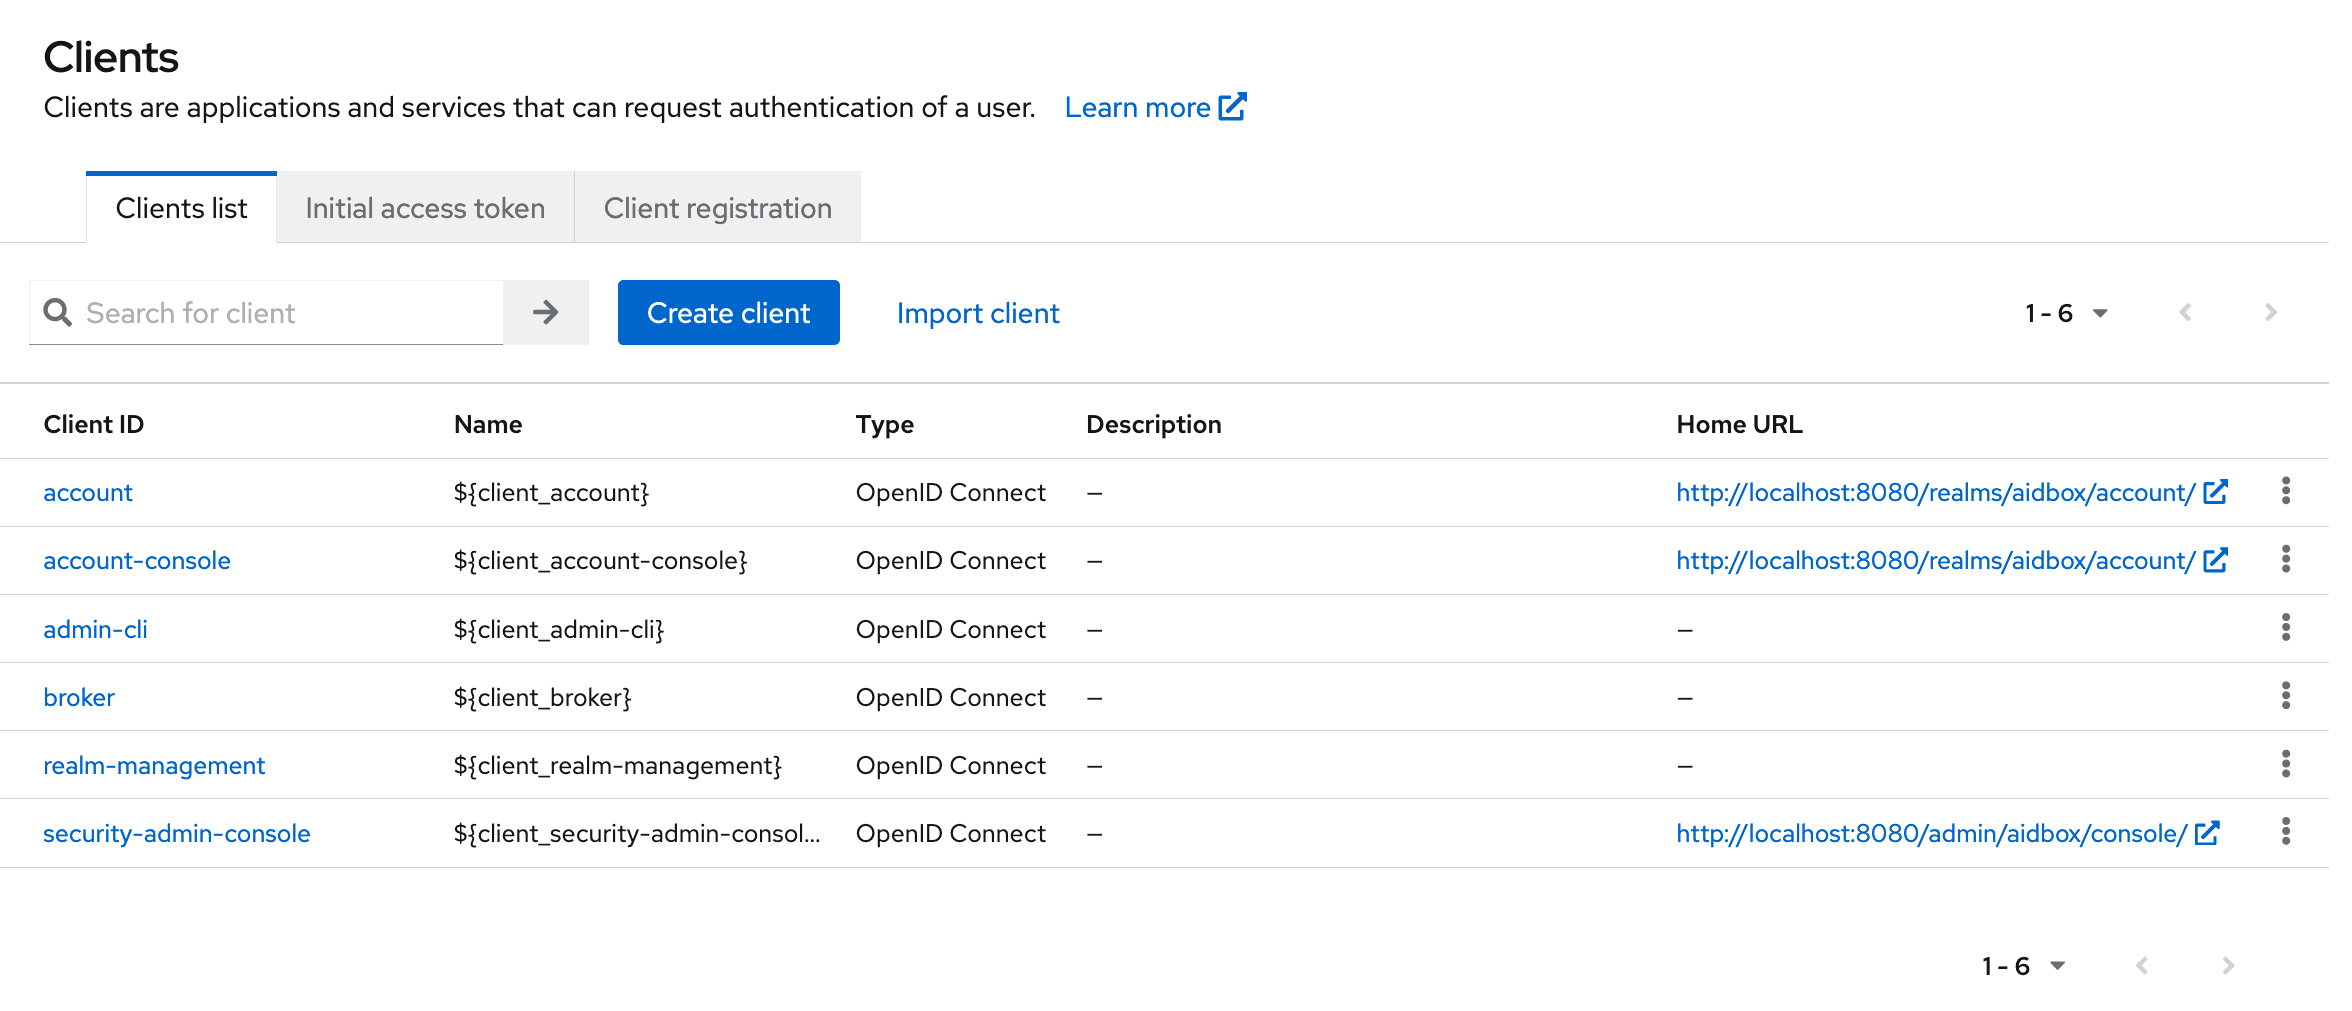 Clients
Clients are applications and services that can request authentication of a user. Learn more
Clients list Initial access token Client registration
Search for client Create client Import client 1 - 6
Client ID Name Type Description Home URL
account ${client_account} OpenID Connect – http://localhost:8080/realms/aidbox/account/
account-console ${client_account-console} OpenID Connect – http://localhost:8080/realms/aidbox/account/
admin-cli ${client_admin-cli} OpenID Connect – –
broker ${client_broker} OpenID Connect – –
realm-management ${client_realm-management} OpenID Connect – –
security-admin-console ${client_security-admin-consol... OpenID Connect – http://localhost:8080/admin/aidbox/console/
1 - 6